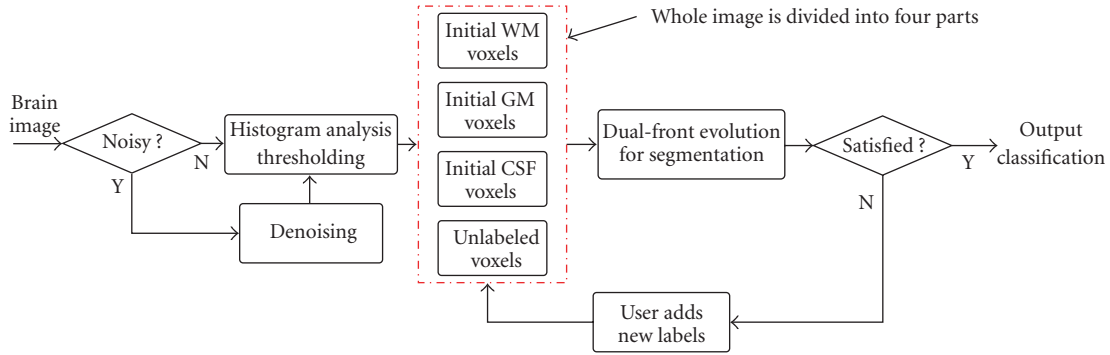 Whole image is divided into four parts
Brain
image
Noisy ?
N
Y
Histogram analysis
thresholding
Denoising
Initial WM
voxels
Initial GM
voxels
Initial CSF
voxels
Unlabeled
voxels
Dual-front evolution
for segmentation
Satisfied ?
Y
N
Output
classification
User adds
new labels